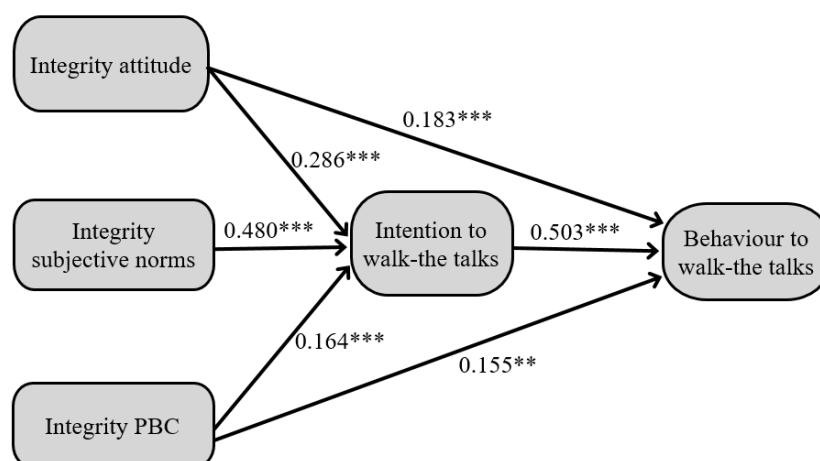 Integrity attitude
0.183***
0.286***
Integrity
subjective norms
0.480***
Intention to
walk-the talks
0.503***
Behaviour to
walk-the talks
0.164***
0.155**
Integrity PBC